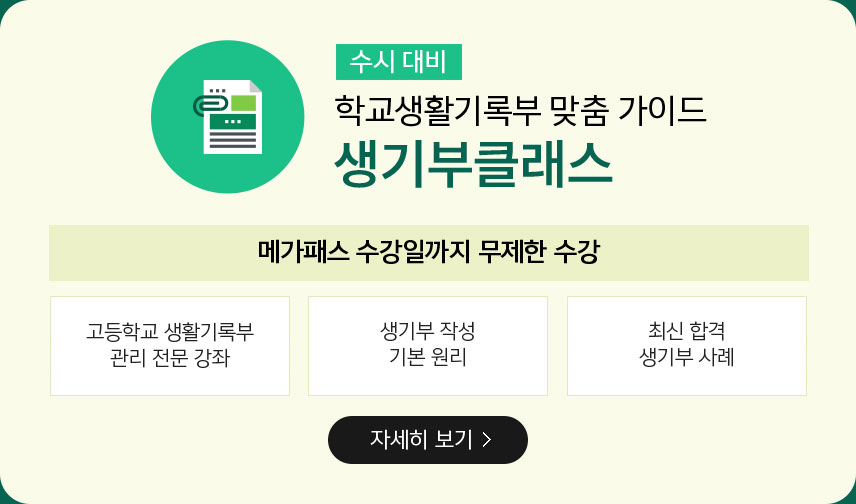 수시 대비
학교생활기록부 맞춤 가이드
생기부클래스
메가패스 수강일까지 무제한 수강
고등학교 생활기록부
관리 전문 강좌
생기부 작성
기본 원리
최신 합격
생기부 사례
자세히 보기 >